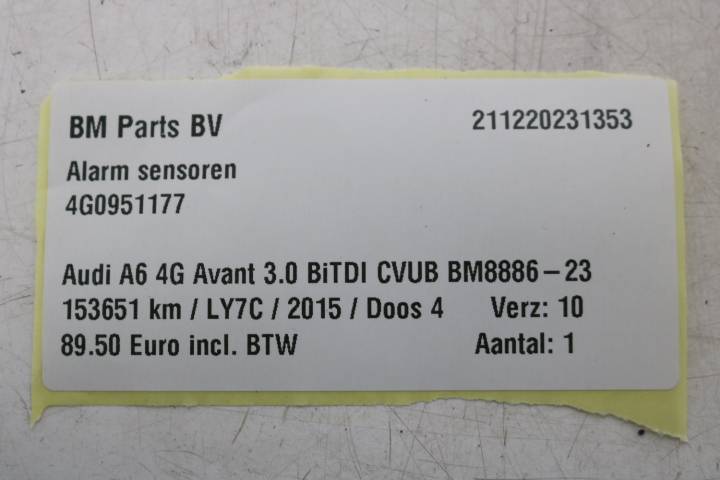 BM Parts BV 211220231353
Alarm sensoren
4G0951177
Audi A6 4G Avant 3.0 BiTDI CVUB BM8886-23
153651 km / LY7C / 2015 / Doos 4 Verz: 10
89.50 Euro incl. BTW Aantal: 1